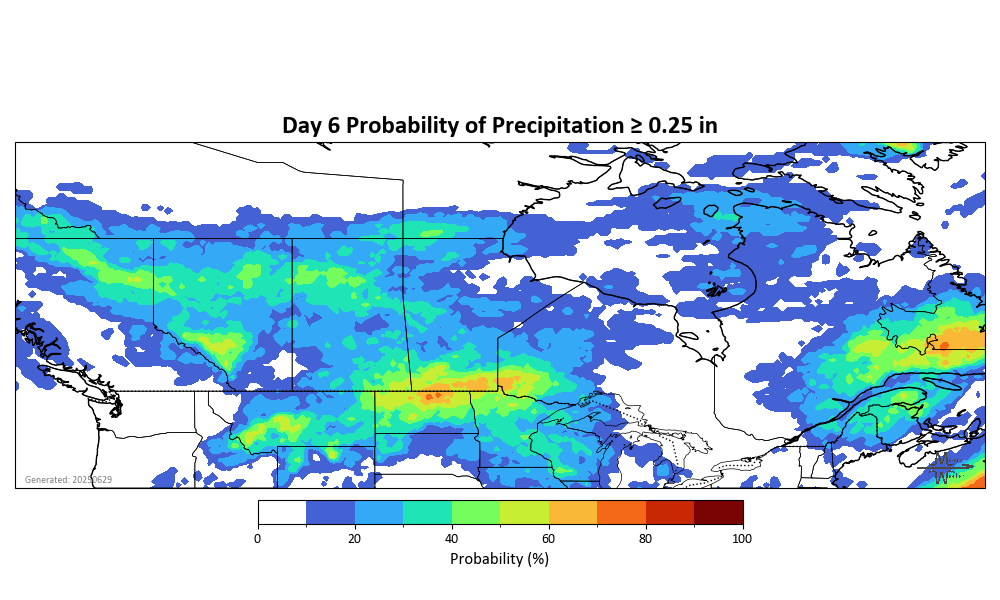 Day 6 Probability of Precipitation ≥ 0.25 in
Generated: 20250629
0 20 40 60 80 100
Probability (%)